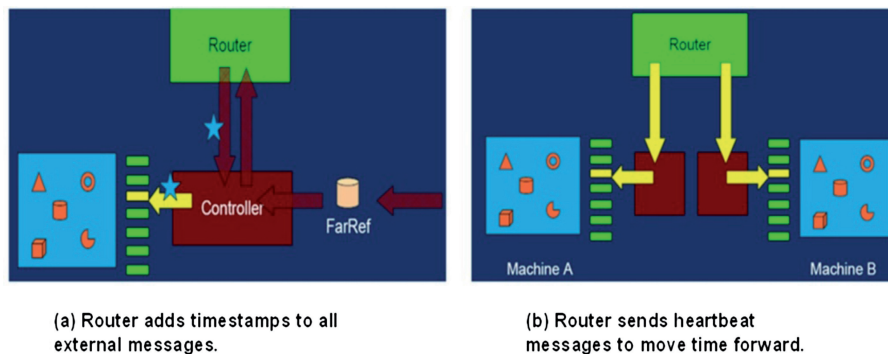 Router
Controller
FarRef
(a) Router adds timestamps to all
external messages.
Router
Machine A
Machine B
(b) Router sends heartbeat
messages to move time forward.